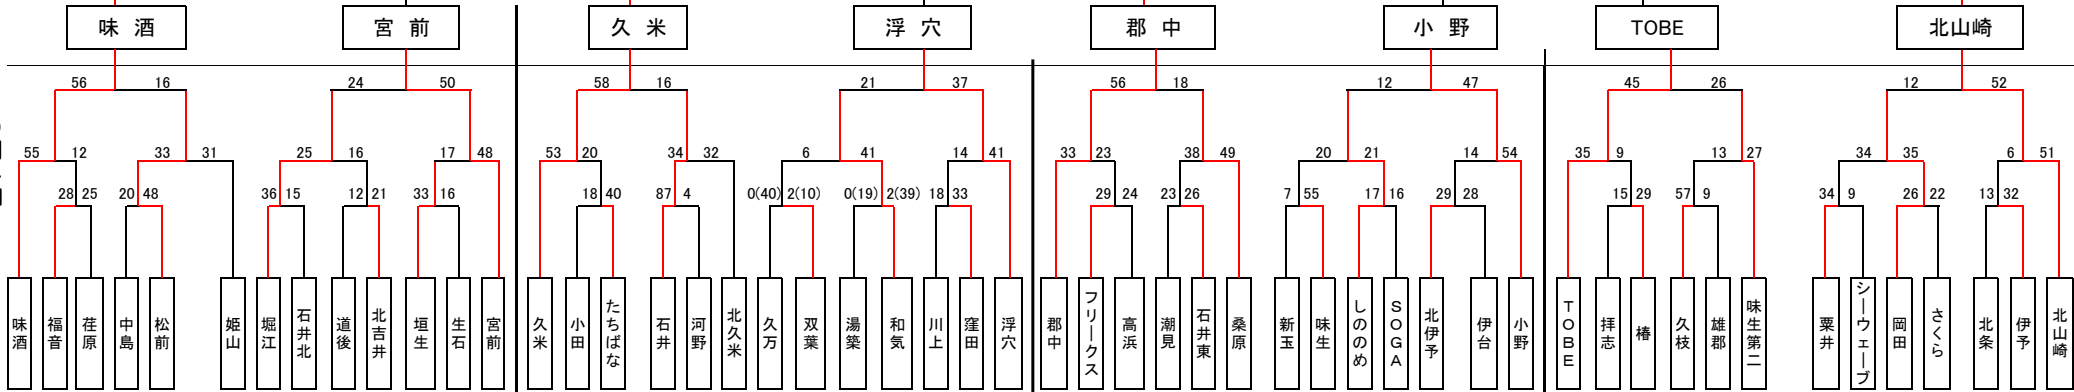 味酒 宮前 久米 浮穴 郡中 小野 TOBE 北山崎
56 16 24 50 58 16 21 37 56 18 12 47 45 26 12 52
55 12 33 31 25 16 17 48 53 20 34 32 6 41 14 41 33 23 38 49 20 21 14 54 35 9 13 27 34 35 6 51
28 25 20 48 36 15 12 21 33 16 18 40 87 4 0(40) 2(10) 0(19) 2(39) 18 33 29 24 23 26 7 55 17 16 29 28 15 29 57 9 34 9 26 22 13 32
味酒
福音
荏原
中島
松前
姫山
堀江
石井北
道後
北吉井
垣生
生石
宮前
久米
小田
たちばな
石井
河野
北久米
久万
双葉
湯築
和気
川上
窪田
浮穴
郡中
フリークス
高浜
潮見
石井東
桑原
新玉
味生
しののめ
SOGA
北伊予
伊台
小野
TOBE
拝志
椿
久枝
雄郡
味生第二
粟井
シーウェーブ
岡田
さくら
北条
伊予
北山崎